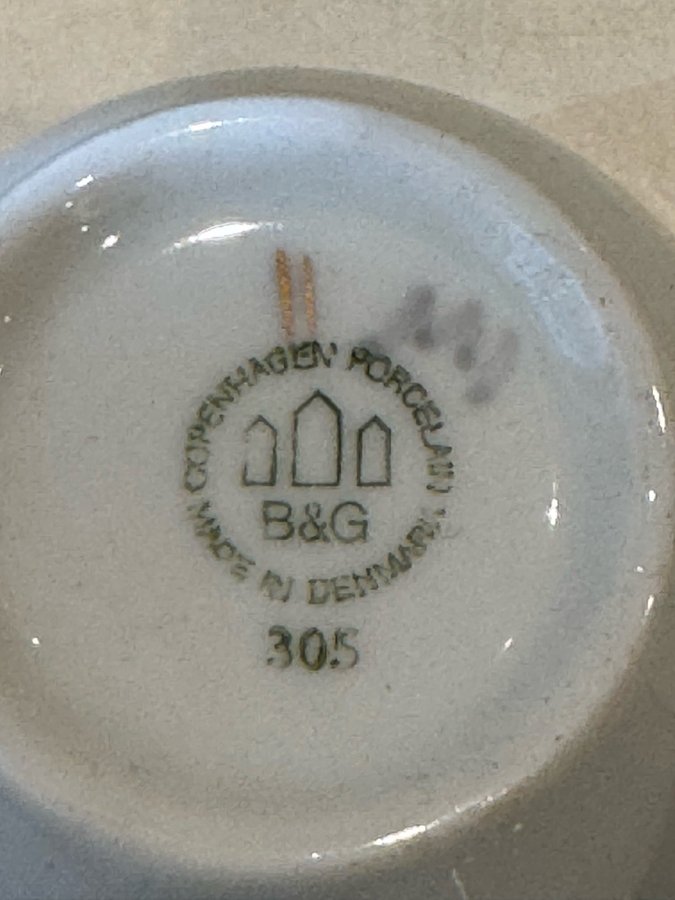 COPENHAGEN PORCELAIN
B&G
MADE IN DENMARK
305